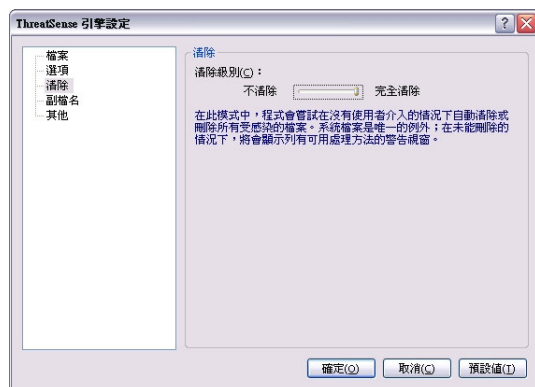 ThreatSense 引擎設定
檔案
選項
清除
副檔名
其他
清除
清除級別(C)：
不清除 完全清除
在此模式中，程式會嘗試在沒有使用者介入的情況下自動清除或
刪除所有受感染的檔案。系統檔案是唯一的例外；在未能刪除的
情況下，將會顯示列有可用處理方法的警告視窗。
確定(O) 取消(C) 預設值(T)